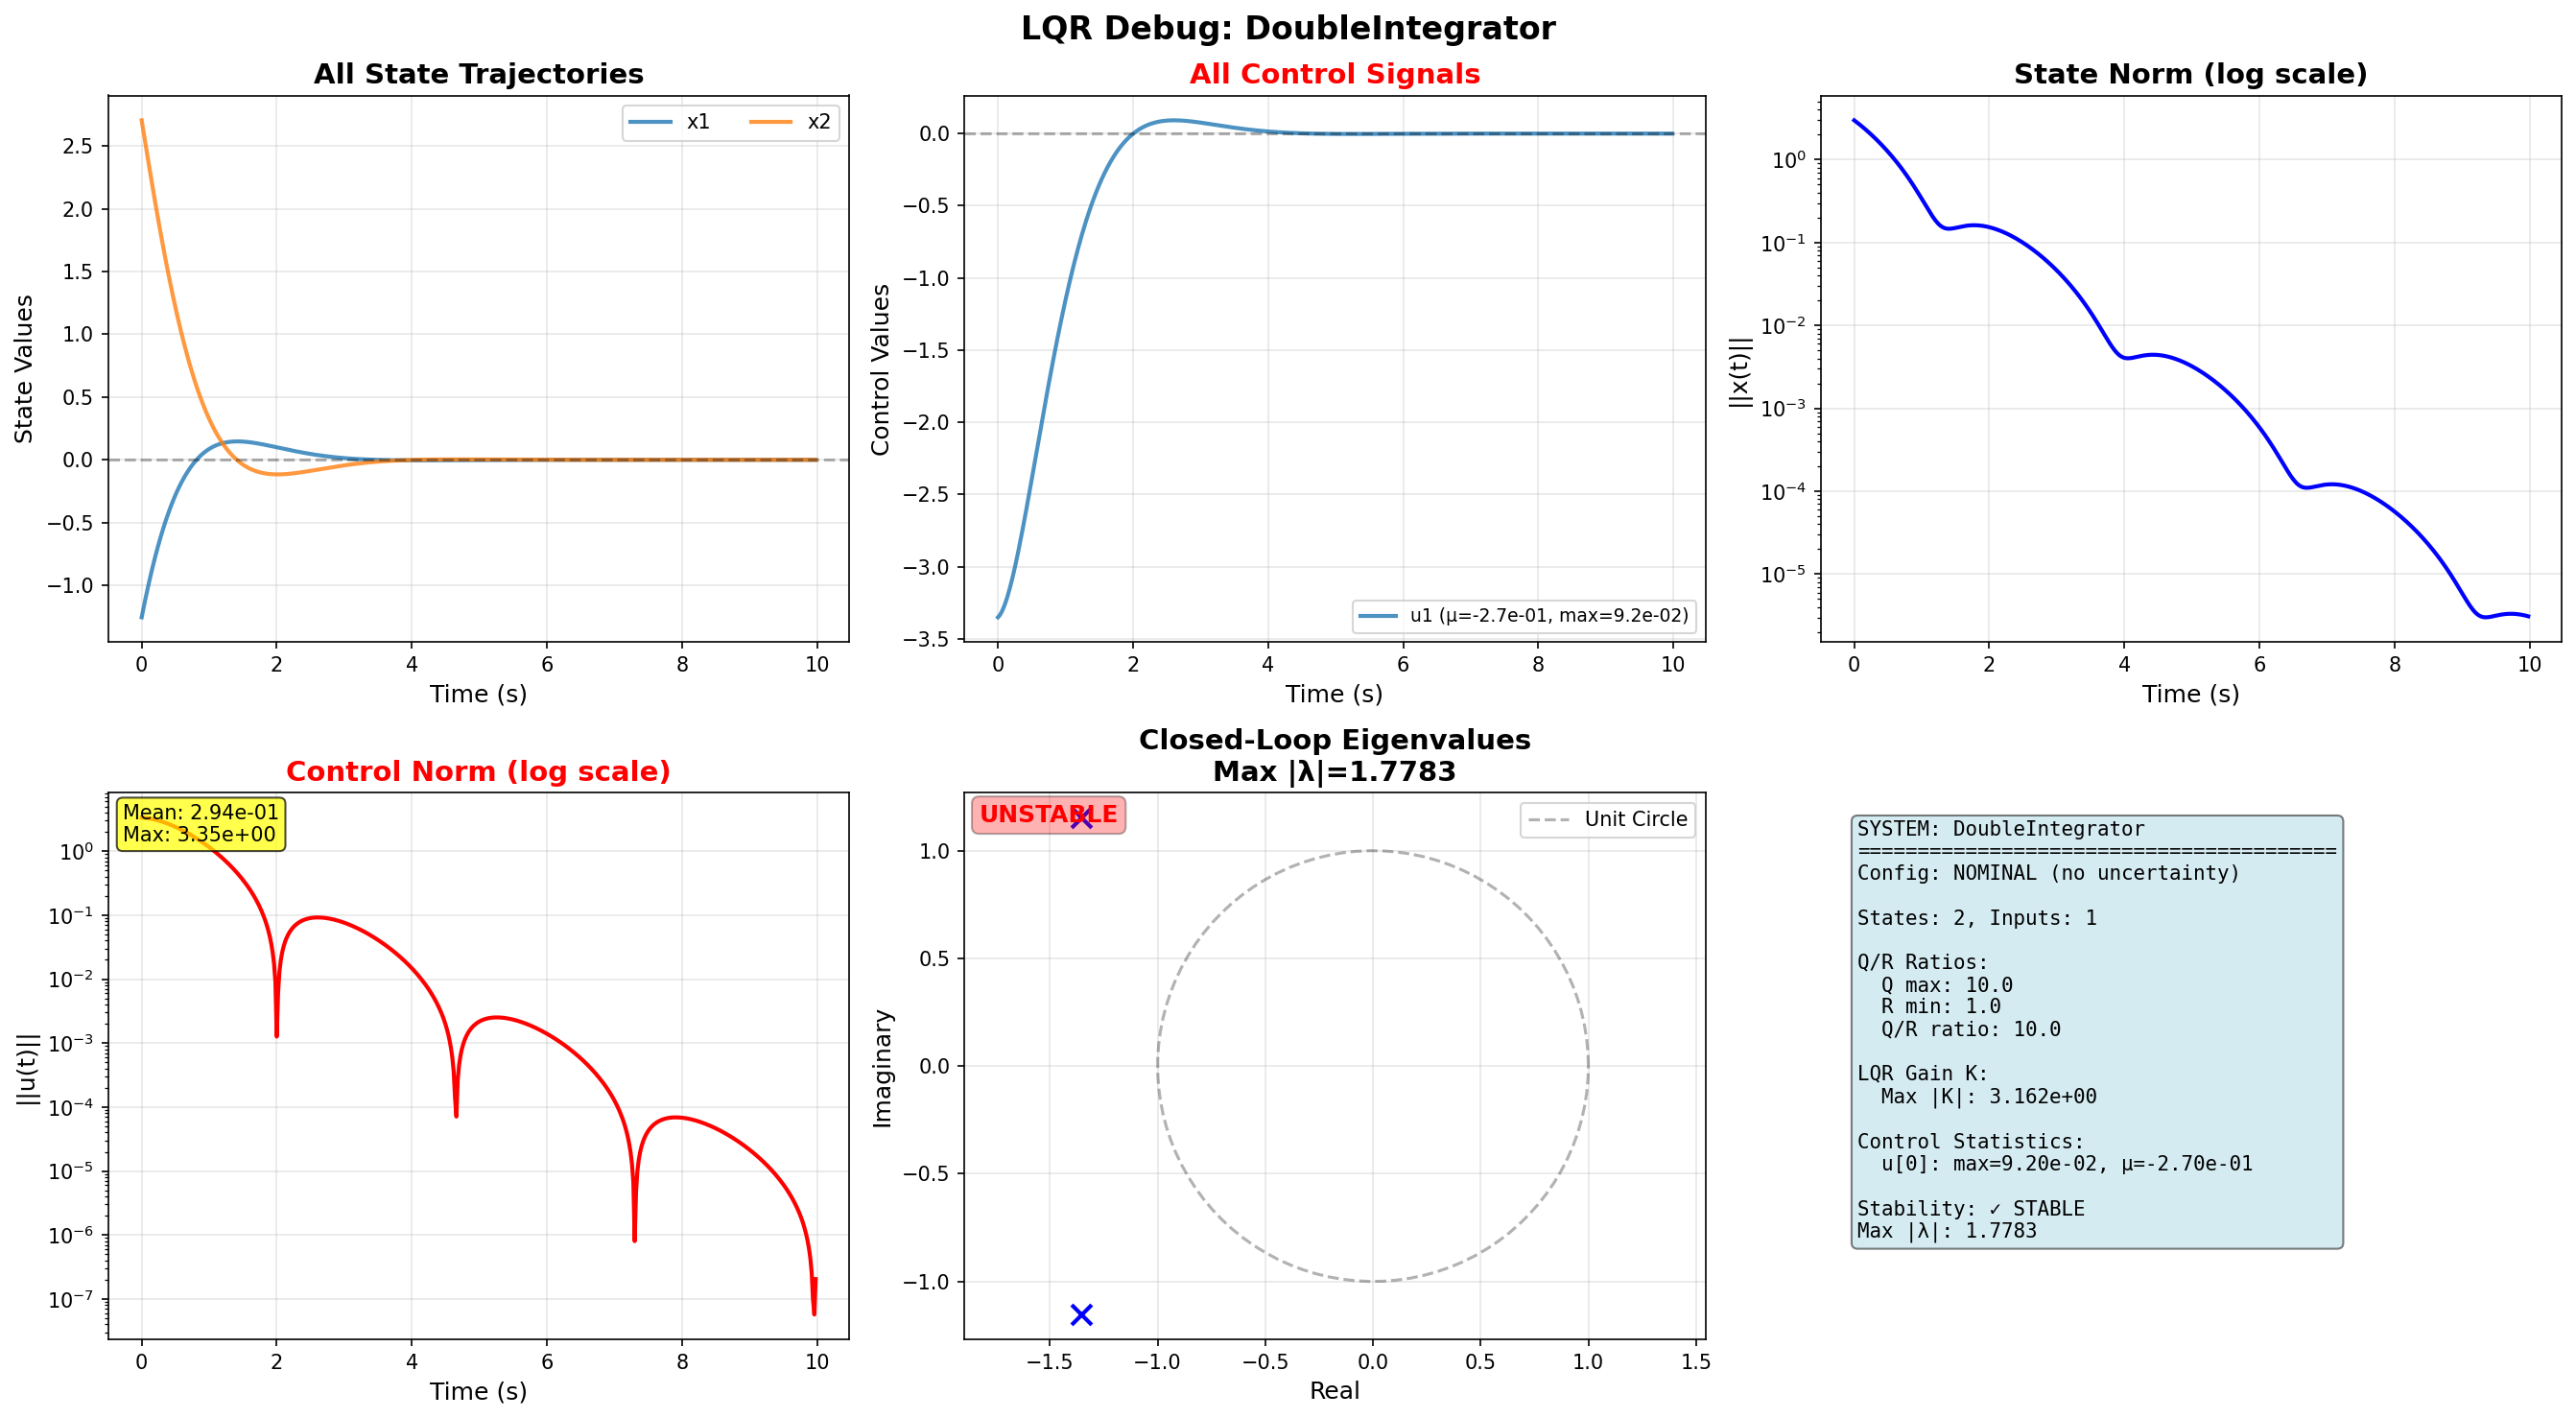 LQR Debug: DoubleIntegrator
All State Trajectories
x1
x2
2.5
2.0
1.5
1.0
0.5
0.0
−0.5
−1.0
State Values
0
2
4
6
8
10
Time (s)
All Control Signals
0.0
−0.5
−1.0
−1.5
−2.0
−2.5
−3.0
−3.5
Control Values
u1 (μ=-2.7e-01, max=9.2e-02)
0
2
4
6
8
10
Time (s)
State Norm (log scale)
10⁰
10⁻¹
10⁻²
10⁻³
10⁻⁴
10⁻⁵
||x(t)||
0
2
4
6
8
10
Time (s)
Control Norm (log scale)
Mean: 2.94e-01
Max: 3.35e+00
10⁰
10⁻¹
10⁻²
10⁻³
10⁻⁴
10⁻⁵
10⁻⁶
10⁻⁷
||u(t)||
0
2
4
6
8
10
Time (s)
Closed-Loop Eigenvalues
Max |λ|=1.7783
UNSTABLE
Unit Circle
1.0
0.5
0.0
−0.5
−1.0
Imaginary
−1.5
−1.0
−0.5
0.0
0.5
1.0
1.5
Real
SYSTEM: DoubleIntegrator
========================================
Config: NOMINAL (no uncertainty)
States: 2, Inputs: 1
Q/R Ratios:
Q max: 10.0
R min: 1.0
Q/R ratio: 10.0
LQR Gain K:
Max |K|: 3.162e+00
Control Statistics:
u[0]: max=9.20e-02, μ=-2.70e-01
Stability: ✓ STABLE
Max |λ|: 1.7783